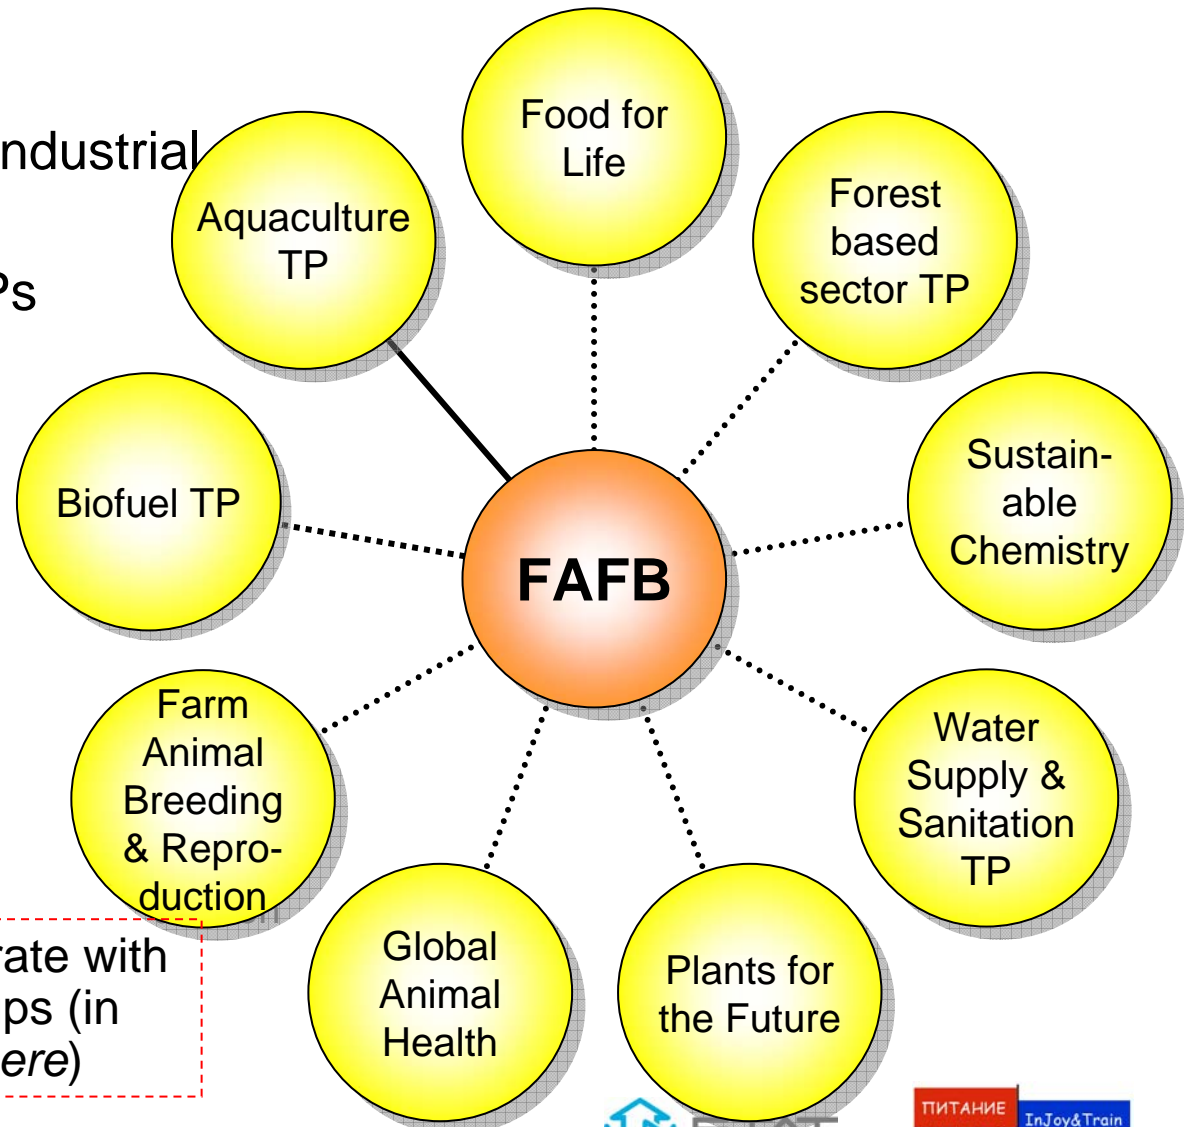 Food for
Life
ndustrial
Aquaculture
TP
Forest
based
sector TP
Ps
Sustain-
able
Chemistry
Biofuel TP
FAFB
Farm
Animal
Breeding
& Repro-
duction
Water
Supply &
Sanitation
TP
rate with
ps (in
ere)
Global
Animal
Health
Plants for
the Future
ПИТАНИЕ
InJoy&Train